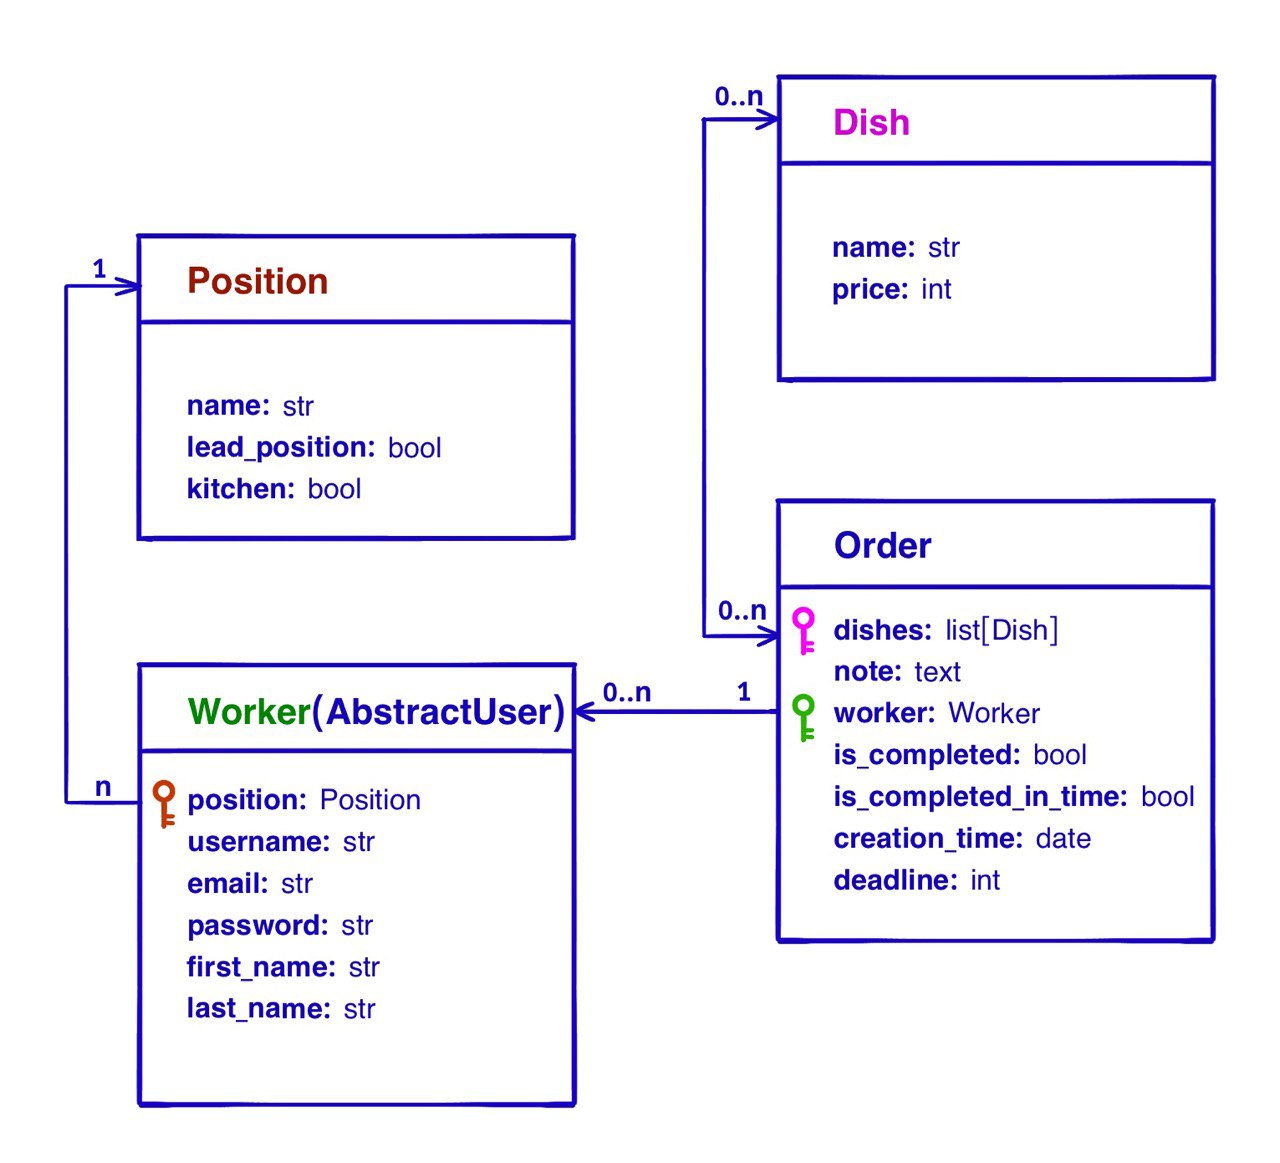 0..n
Dish
name: str
price: int
1
Position
name: str
lead_position: bool
kitchen: bool
Order
0..n
dishes: list[Dish]
note: text
worker: Worker
is_completed: bool
is_completed_in_time: bool
creation_time: date
deadline: int
0..n
1
Worker(AbstractUser)
n
position: Position
username: str
email: str
password: str
first_name: str
last_name: str